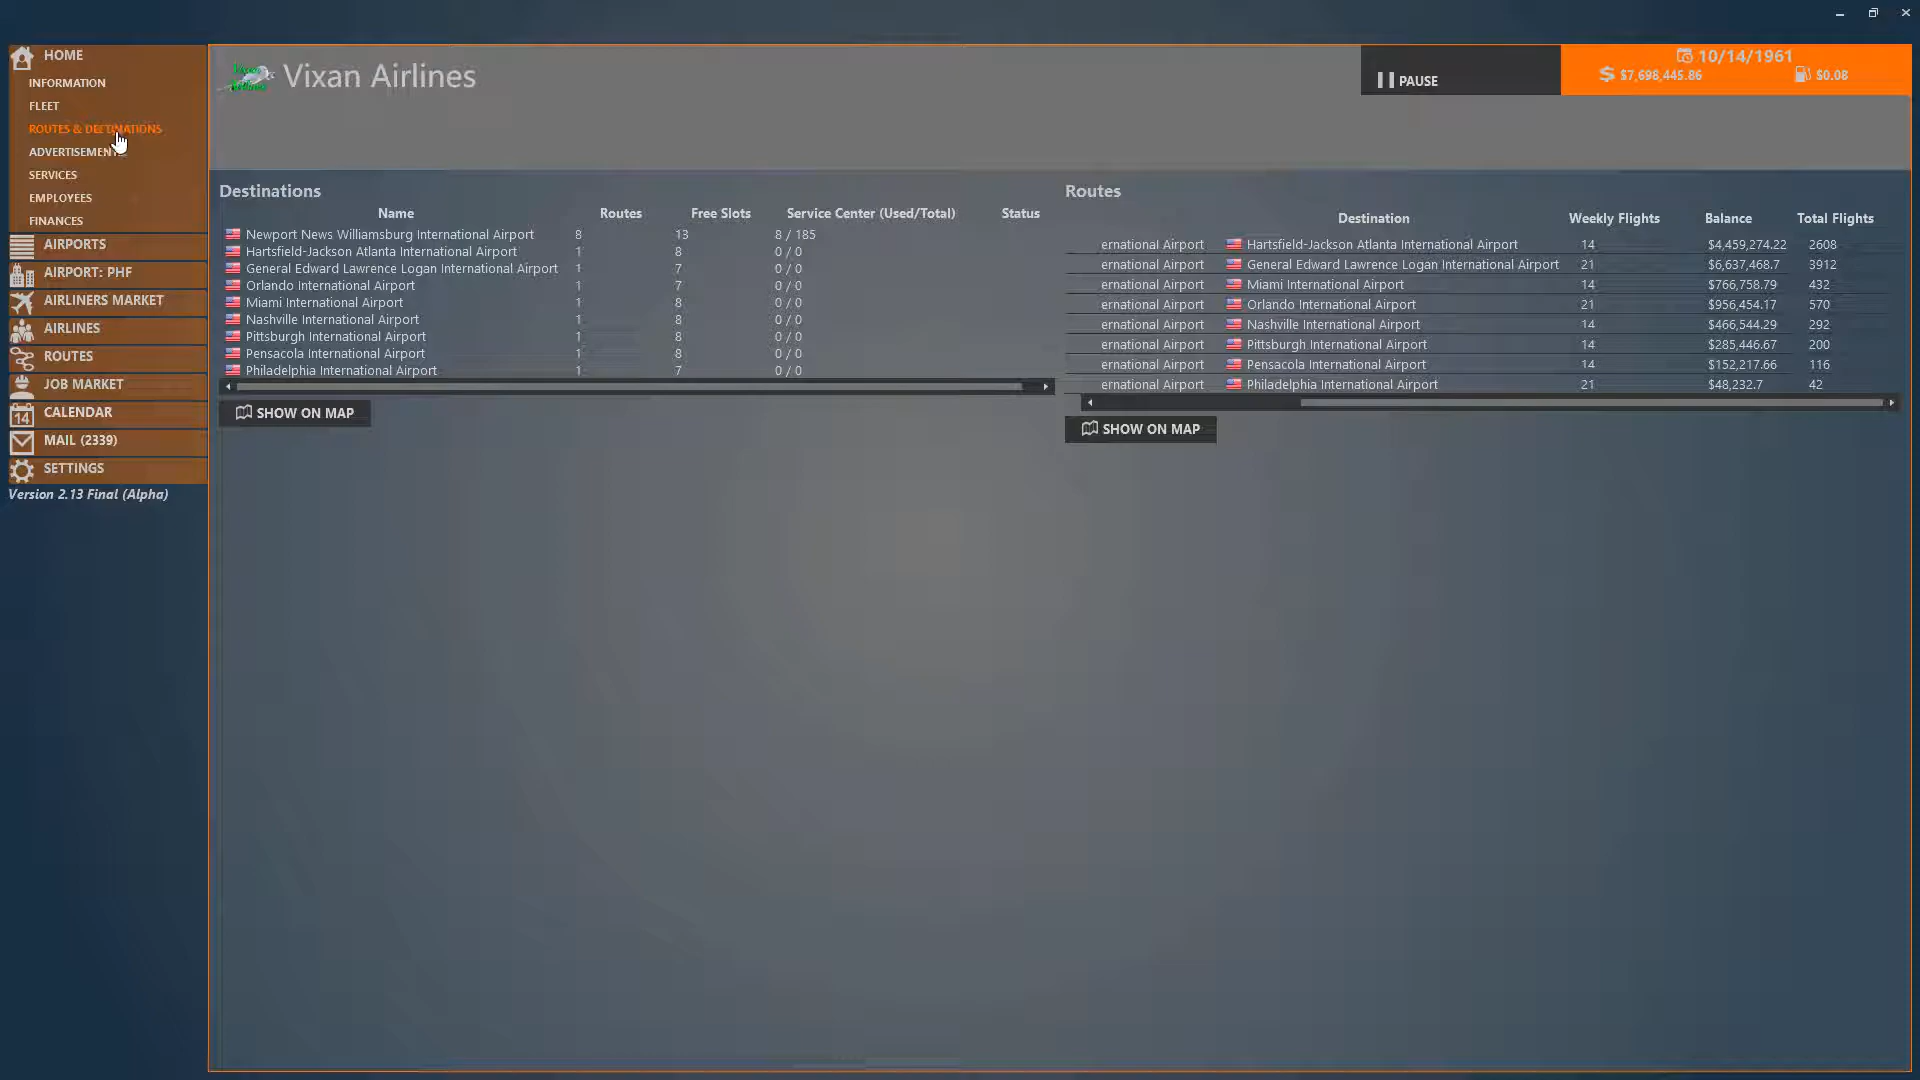 HOME
INFORMATION
FLEET
ROUTES & DESTINATIONS
ADVERTISEMENT
SERVICES
EMPLOYEES
FINANCES
AIRPORTS
AIRPORT: PHF
AIRLINERS MARKET
AIRLINES
ROUTES
JOB MARKET
14 CALENDAR
MAIL (2339)
SETTINGS
Version 2.13 Final (Alpha)
Vixan Airlines
PAUSE
10/14/1961
$7,698,445.86 $0.08
Destinations
Name Routes Free Slots Service Center (Used/Total) Status
Newport News Williamsburg International Airport 8 13 8 / 185
Hartsfield-Jackson Atlanta International Airport 1 8 0 / 0
General Edward Lawrence Logan International Airport 1 7 0 / 0
Orlando International Airport 1 7 0 / 0
Miami International Airport 1 8 0 / 0
Nashville International Airport 1 8 0 / 0
Pittsburgh International Airport 1 8 0 / 0
Pensacola International Airport 1 8 0 / 0
Philadelphia International Airport 1 7 0 / 0
SHOW ON MAP
Routes
Destination Weekly Flights Balance Total Flights
ernational Airport Hartsfield-Jackson Atlanta International Airport 14 $4,459,274.22 2608
ernational Airport General Edward Lawrence Logan International Airport 21 $6,637,468.7 3912
ernational Airport Miami International Airport 14 $766,758.79 432
ernational Airport Orlando International Airport 21 $956,454.17 570
ernational Airport Nashville International Airport 14 $466,544.29 292
ernational Airport Pittsburgh International Airport 14 $285,446.67 200
ernational Airport Pensacola International Airport 14 $152,217.66 116
ernational Airport Philadelphia International Airport 21 $48,232.7 42
SHOW ON MAP